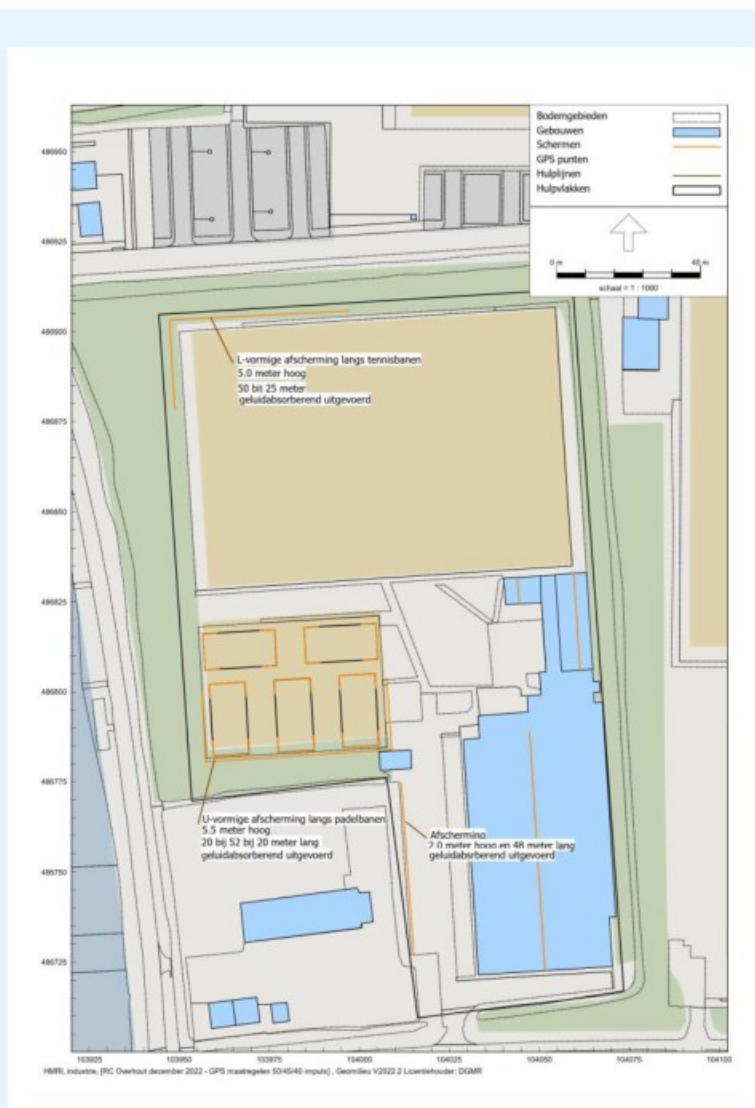 Bodemgebieden
Gebouwen
Schermen
GPS punten
Hulplijnen
Hulpvlakken
0 m
40 m
schaal = 1 : 1000
486950
486925
486900
486875
486850
486825
486800
486775
486750
486725
L-vormige afscherming langs tennisbanen
5.0 meter hoog
50 bij 25 meter
geluidabsorberend uitgevoerd
U-vormige afscherming langs padelbanen
5.5 meter hoog
20 bij 52 bij 20 meter lang
geluidabsorberend uitgevoerd
Afscherming
2.0 meter hoog en 48 meter lang
geluidabsrberend uitgevoerd
103925
103950
103975
104000
104025
104050
104075
104100
HMRI, industrie, [RC Overhout december 2022 - GPS maatregelen 50/45/40 impuls] , Geomilieu V2022.2 Licentiehouder: DGMR